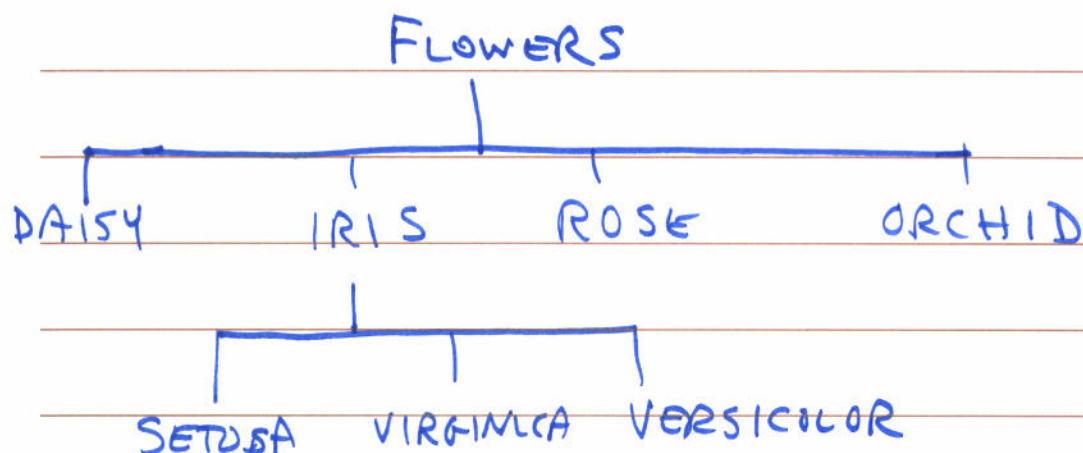 FLOWERS
DAISY IRIS ROSE ORCHID
SETOSA VIRGINICA VERSICOLOR